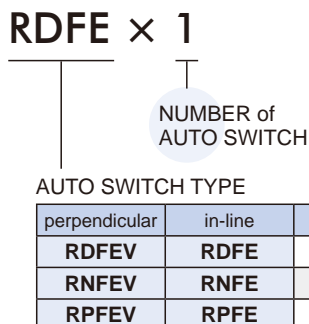 RDFE × 1
NUMBER of
AUTO SWITCH
AUTO SWITCH TYPE
perpendicular in-line
RDFEV RDFE
RNFEV RNFE
RPFEV RPFE